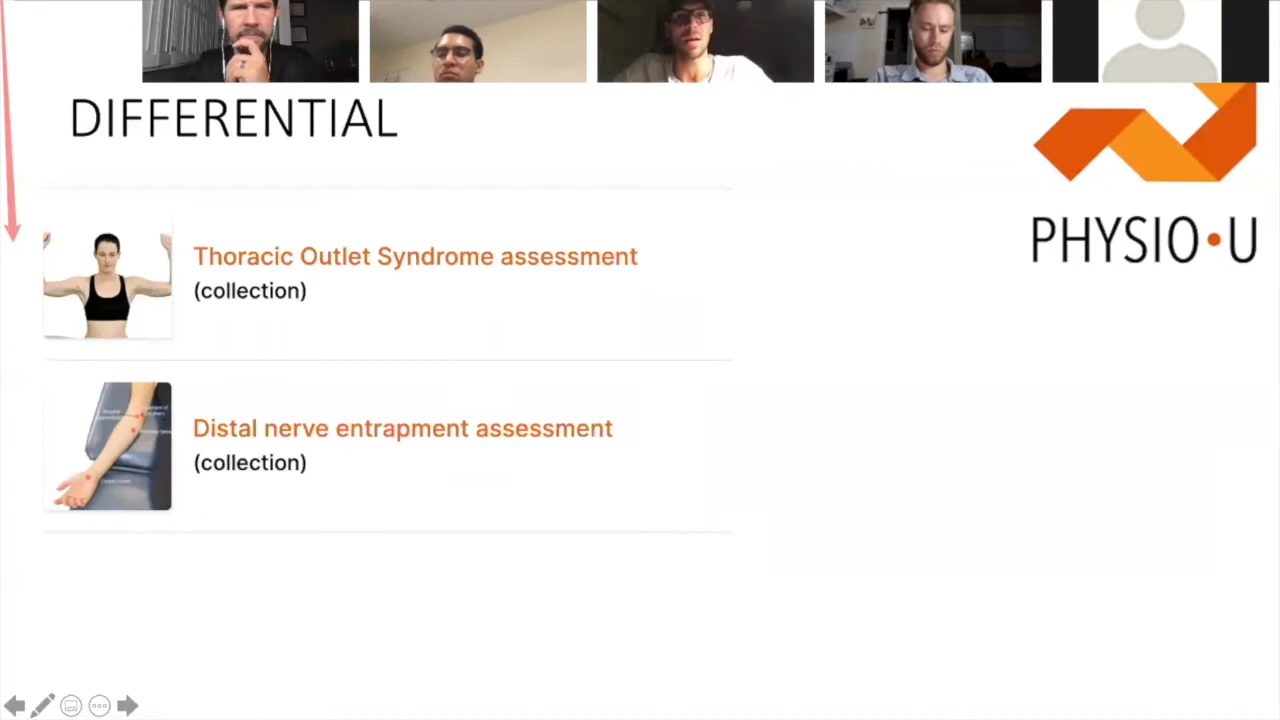 DIFFERENTIAL
PHYSIO•U
Thoracic Outlet Syndrome assessment
(collection)
Distal nerve entrapment assessment
(collection)